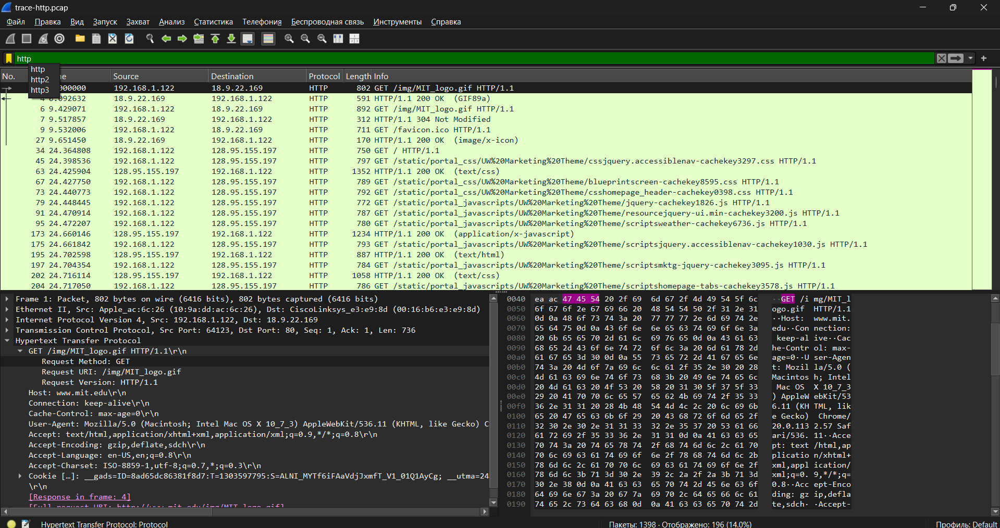 trace-http.pcap
Файл Правка Вид Запуск Захват Анализ Статистика Телефония Беспроводная связь Инструменты Справка
http
http
http2
http3
No. Source Destination Protocol Length Info
192.168.1.122 18.9.22.169 HTTP 802 GET /img/MIT_logo.gif HTTP/1.1
4 0.092632 18.9.22.169 192.168.1.122 HTTP 591 HTTP/1.1 200 OK (GIF89a)
6 9.429071 192.168.1.122 18.9.22.169 HTTP 892 GET /img/MIT_logo.gif HTTP/1.1
7 9.517857 18.9.22.169 192.168.1.122 HTTP 312 HTTP/1.1 304 Not Modified
9 9.532006 192.168.1.122 18.9.22.169 HTTP 711 GET /favicon.ico HTTP/1.1
27 9.651450 18.9.22.169 192.168.1.122 HTTP 170 HTTP/1.1 200 OK (image/x-icon)
34 24.364808 192.168.1.122 128.95.155.197 HTTP 750 GET / HTTP/1.1
45 24.398536 192.168.1.122 128.95.155.197 HTTP 797 GET /static/portal_css/UW%20Marketing%20Theme/cssjquery.accessiblenav-cachekey3297.css HTTP/1.1
63 24.425904 128.95.155.197 192.168.1.122 HTTP 1352 HTTP/1.1 200 OK (text/css)
67 24.427750 192.168.1.122 128.95.155.197 HTTP 789 GET /static/portal_css/UW%20Marketing%20Theme/blueprintscreen-cachekey8595.css HTTP/1.1
73 24.440773 192.168.1.122 128.95.155.197 HTTP 792 GET /static/portal_css/UW%20Marketing%20Theme/csshomepage_header-cachekey0398.css HTTP/1.1
79 24.448445 192.168.1.122 128.95.155.197 HTTP 772 GET /static/portal_javascripts/UW%20Marketing%20Theme/jquery-cachekey1826.js HTTP/1.1
91 24.470914 192.168.1.122 128.95.155.197 HTTP 787 GET /static/portal_javascripts/UW%20Marketing%20Theme/resourcejquery-ui.min-cachekey3200.js HTTP/1.1
95 24.472207 192.168.1.122 128.95.155.197 HTTP 780 GET /static/portal_javascripts/UW%20Marketing%20Theme/scriptsweather-cachekey6736.js HTTP/1.1
173 24.660146 128.95.155.197 192.168.1.122 HTTP 1234 HTTP/1.1 200 OK (application/x-javascript)
175 24.661842 192.168.1.122 128.95.155.197 HTTP 793 GET /static/portal_javascripts/UW%20Marketing%20Theme/scriptsjquery.accessiblenav-cachekey1030.js HTTP/1.1
195 24.702598 128.95.155.197 192.168.1.122 HTTP 887 HTTP/1.1 200 OK (text/html)
197 24.704354 192.168.1.122 128.95.155.197 HTTP 784 GET /static/portal_javascripts/UW%20Marketing%20Theme/scriptsmktg-jquery-cachekey3095.js HTTP/1.1
202 24.716114 128.95.155.197 192.168.1.122 HTTP 1058 HTTP/1.1 200 OK (text/css)
204 24.717050 192.168.1.122 128.95.155.197 HTTP 786 GET /static/portal_javascripts/UW%20Marketing%20Theme/scriptshomepage-tabs-cachekey3578.js HTTP/1.1
Frame 1: Packet, 802 bytes on wire (6416 bits), 802 bytes captured (6416 bits)
Ethernet II, Src: Apple_ac:6c:26 (10:9a:dd:ac:6c:26), Dst: CiscoLinksys_e3:e9:8d (00:16:b6:e3:e9:8d)
Internet Protocol Version 4, Src: 192.168.1.122, Dst: 18.9.22.169
Transmission Control Protocol, Src Port: 64123, Dst Port: 80, Seq: 1, Ack: 1, Len: 736
Hypertext Transfer Protocol
GET /img/MIT_logo.gif HTTP/1.1\r\n
Request Method: GET
Request URI: /img/MIT_logo.gif
Request Version: HTTP/1.1
Host: www.mit.edu\r\n
Connection: keep-alive\r\n
Cache-Control: max-age=0\r\n
User-Agent: Mozilla/5.0 (Macintosh; Intel Mac OS X 10_7_3) AppleWebKit/536.11 (KHTML, like Gecko) C
Accept: text/html,application/xhtml+xml,application/xml;q=0.9,*/*;q=0.8\r\n
Accept-Encoding: gzip,deflate,sdch\r\n
Accept-Language: en-US,en;q=0.8\r\n
Accept-Charset: ISO-8859-1,utf-8;q=0.7,*;q=0.3\r\n
Cookie […]: __gads=ID=8ad65dc86381f8d7:T=1303597795:S=ALNI_MYTf6iFAaVdjJxmfT_V1_01Q1AyCg; __utma=24
\r\n
[Response in frame: 4]
[Full request URI: http://www.mit.edu/img/MIT_logo.gif]
0040 ea ac 47 45 54 20 2f 69 6d 67 2f 4d 49 54 5f 6c ··GET /i mg/MIT_l
0050 6f 67 6f 2e 67 69 66 20 48 54 54 50 2f 31 2e 31 ogo.gif HTTP/1.1
0060 0d 0a 48 6f 73 74 3a 20 77 77 77 2e 6d 69 74 2e ··Host: www.mit.
0070 65 64 75 0d 0a 43 6f 6e 6e 65 63 74 69 6f 6e 3a edu··Con nection:
0080 20 6b 65 65 70 2d 61 6c 69 76 65 0d 0a 43 61 63 keep-al ive··Cac
0090 68 65 2d 43 6f 6e 74 72 6f 6c 3a 20 6d 61 78 2d he-Contr ol: max-
00a0 61 67 65 3d 30 0d 0a 55 73 65 72 2d 41 67 65 6e age=0··U ser-Agen
00b0 74 3a 20 4d 6f 7a 69 6c 6c 61 2f 35 2e 30 20 28 t: Mozil la/5.0 (
00c0 4d 61 63 69 6e 74 6f 73 68 3b 20 49 6e 74 65 6c Macintos h; Intel
00d0 20 4d 61 63 20 4f 53 20 58 20 31 30 5f 37 5f 33 Mac OS X 10_7_3
00e0 29 20 41 70 70 6c 65 57 65 62 4b 69 74 2f 35 33 ) AppleW ebKit/53
00f0 36 2e 31 31 20 28 4b 48 54 4d 4c 2c 20 6c 69 6b 6.11 (KH TML, lik
0100 65 20 47 65 63 6b 6f 29 20 43 68 72 6f 6d 65 2f e Gecko) Chrome/
0110 32 30 2e 30 2e 31 31 33 32 2e 35 37 20 53 61 66 20.0.113 2.57 Saf
0120 61 72 69 2f 35 33 36 2e 31 31 0d 0a 41 63 63 65 ari/536. 11··Acce
0130 70 74 3a 20 74 65 78 74 2f 68 74 6d 6c 2c 61 70 pt: text /html,ap
0140 70 6c 69 63 61 74 69 6f 6e 2f 78 68 74 6d 6c 2b plicatio n/xhtml+
0150 78 6d 6c 2c 61 70 70 6c 69 63 61 74 69 6f 6e 2f xml,appl ication/
0160 78 6d 6c 3b 71 3d 30 2e 39 2c 2a 2f 2a 3b 71 3d xml;q=0. 9,*/*;q=
0170 30 2e 38 0d 0a 41 63 63 65 70 74 2d 45 6e 63 6f 0.8··Acc ept-Enco
0180 64 69 6e 67 3a 20 67 7a 69 70 2c 64 65 66 6c 61 ding: gz ip,defla
0190 74 65 2c 73 64 63 68 0d 0a 41 63 63 65 70 74 2d te,sdch· ·Accept-
Hypertext Transfer Protocol: Protocol Пакеты: 1398 · Отображено: 196 (14.0%) Профиль: Default